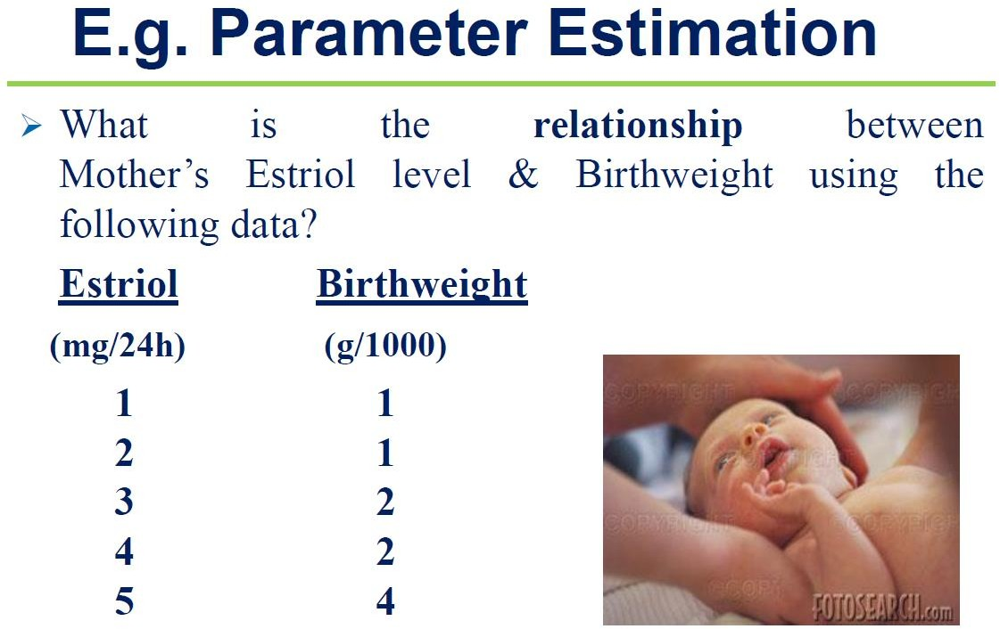 E.g. Parameter Estimation
➢ What is the relationship between
Mother’s Estriol level & Birthweight using the
following data?
Estriol Birthweight
(mg/24h) (g/1000)
1 1
2 1
3 2
4 2
5 4
COPYRIGHT COPYRIGHT
COPYRIGHT
COPYRIGHT COPYRIGHT
FOTOSEARCH.com